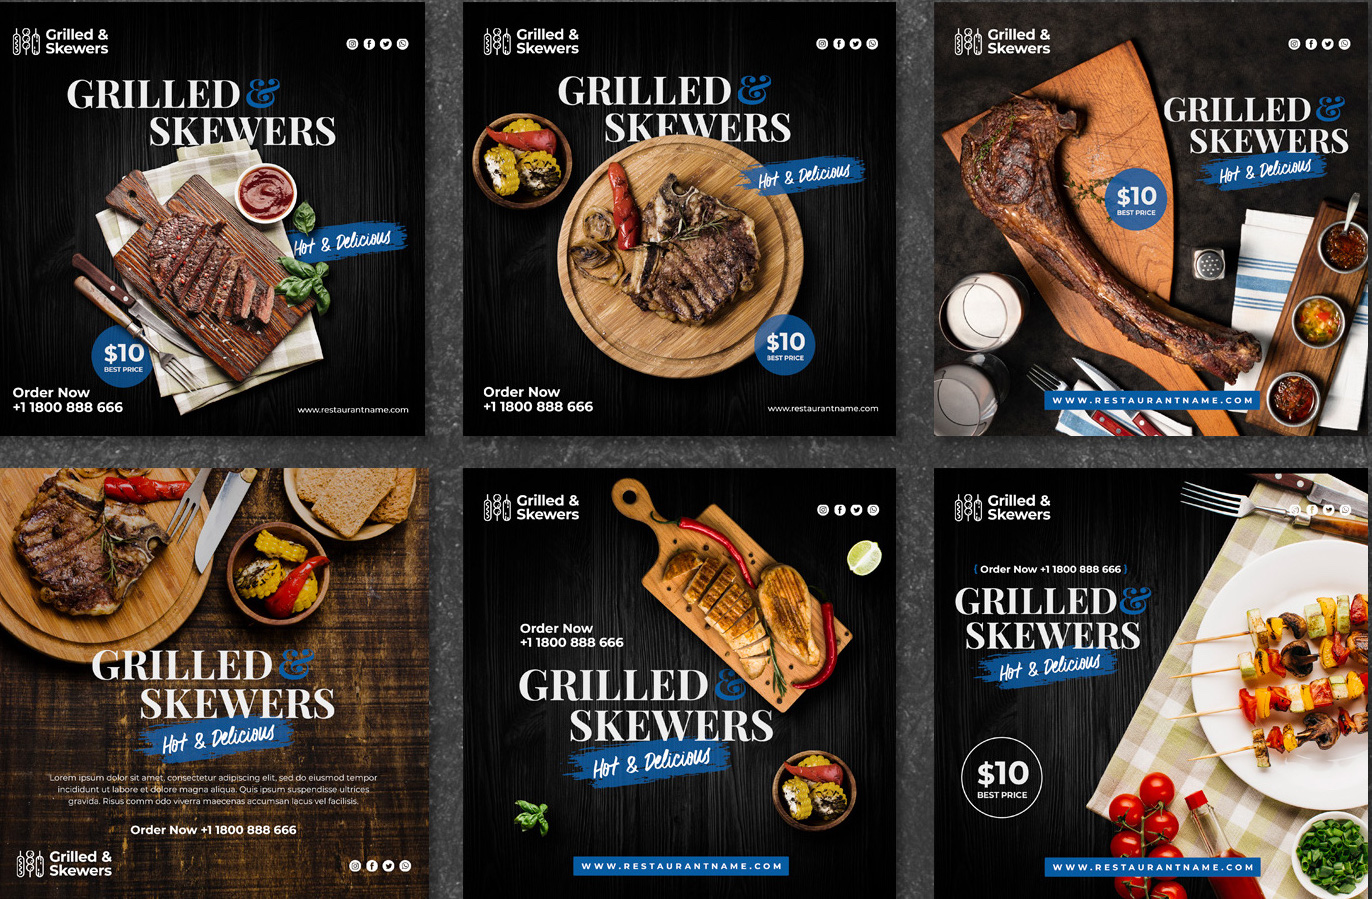 Grilled &
Skewers
GRILLED &
SKEWERS
Hot & Delicious
$10
BEST PRICE
Order Now
+1 1800 888 666
www.restaurantname.com
Grilled &
Skewers
GRILLED &
SKEWERS
Hot & Delicious
$10
BEST PRICE
Order Now
+1 1800 888 666
www.restaurantname.com
Grilled &
Skewers
GRILLED &
SKEWERS
Hot & Delicious
$10
BEST PRICE
WWW.RESTAURANTNAME.COM
GRILLED &
SKEWERS
Hot & Delicious
Lorem ipsum dolor sit amet, consectetur adipiscing elit, sed do eiusmod tempor
incididunt ut labore et dolore magna aliqua. Quis ipsum suspendisse ultrices
gravida. Risus comm odo viverra maecenas accumsan lacus vel facilisis.
Order Now +1 1800 888 666
Grilled &
Skewers
Grilled &
Skewers
Order Now
+1 1800 888 666
GRILLED &
SKEWERS
Hot & Delicious
WWW.RESTAURANTNAME.COM
Grilled &
Skewers
{ Order Now +1 1800 888 666 }
GRILLED &
SKEWERS
Hot & Delicious
$10
BEST PRICE
WWW.RESTAURANTNAME.COM